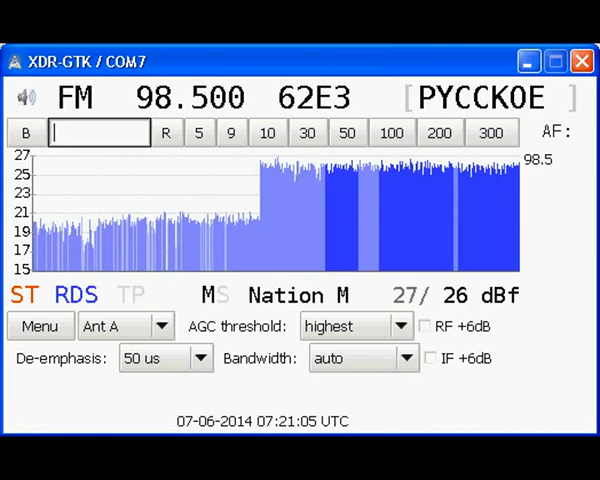 XDR-GTK / COM7
FM 98.500 62E3 [PYCCKOE ]
B R 5 9 10 30 50 100 200 300 AF:
27 98.5
25
23
21
19
17
15
ST RDS TP MS Nation M 27/ 26 dBf
Menu Ant A AGC threshold: highest RF +6dB
De-emphasis: 50 us Bandwidth: auto IF +6dB
07-06-2014 07:21:05 UTC